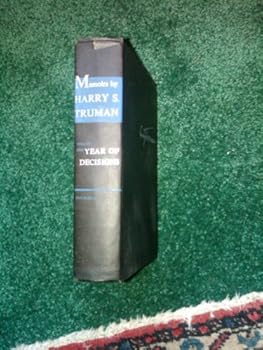 Memoirs by
HARRY S.
TRUMAN
YEAR OF
DECISIONS